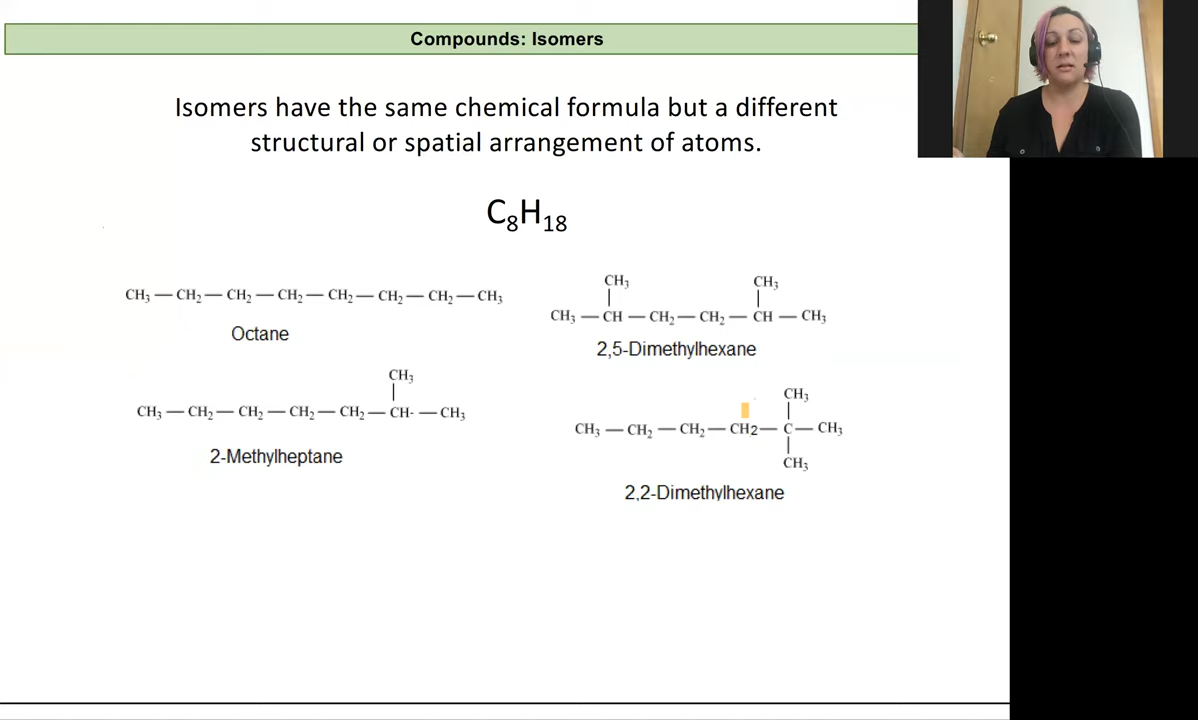 Compounds: Isomers
Isomers have the same chemical formula but a different
structural or spatial arrangement of atoms.
C₈H₁₈
CH₃ — CH₂ — CH₂ — CH₂ — CH₂ — CH₂ — CH₂ — CH₃
Octane
CH₃ CH₃
CH₃ — CH — CH₂ — CH₂ — CH — CH₃
2,5-Dimethylhexane
CH₃
CH₃ — CH₂ — CH₂ — CH₂ — CH₂ — CH- — CH₃
2-Methylheptane
CH₃
CH₃ — CH₂ — CH₂ — CH2 — C — CH₃
CH₃
2,2-Dimethylhexane